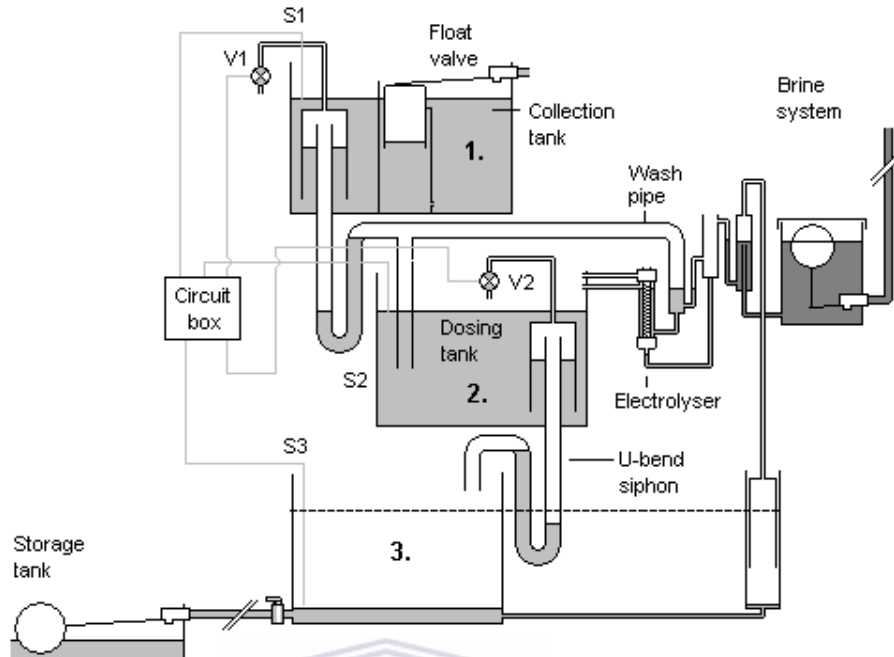 S1
V1
Float
valve
Brine
system
Collection
tank
1.
Wash
pipe
Circuit
box
V2
Dosing
tank
S2
2.
Electrolyser
S3
U-bend
siphon
3.
Storage
tank